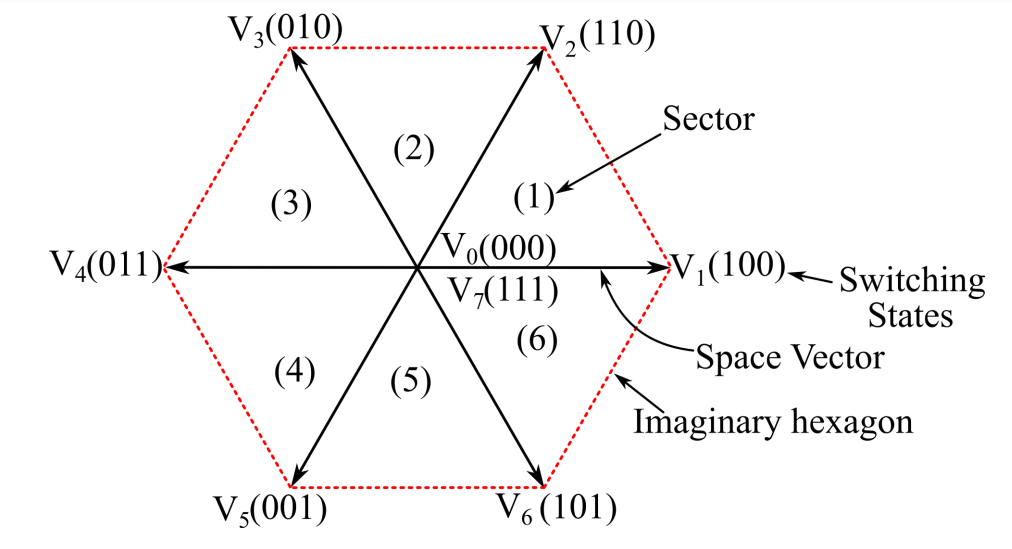 V₃(010)
V₂(110)
Sector
(2)
(1)
(3)
V₀(000)
V₄(011)
V₁(100)
V₇(111)
Switching
States
(6)
Space Vector
(4)
(5)
Imaginary hexagon
V₅(001)
V₆(101)